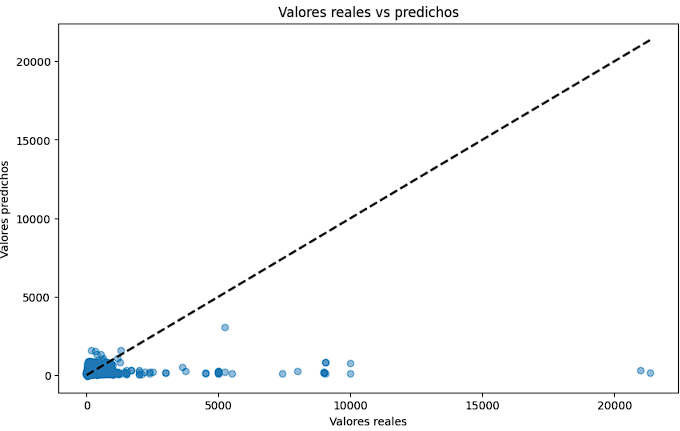 Valores reales vs predichos
Valores predichos
20000
15000
10000
5000
0
0 5000 10000 15000 20000
Valores reales